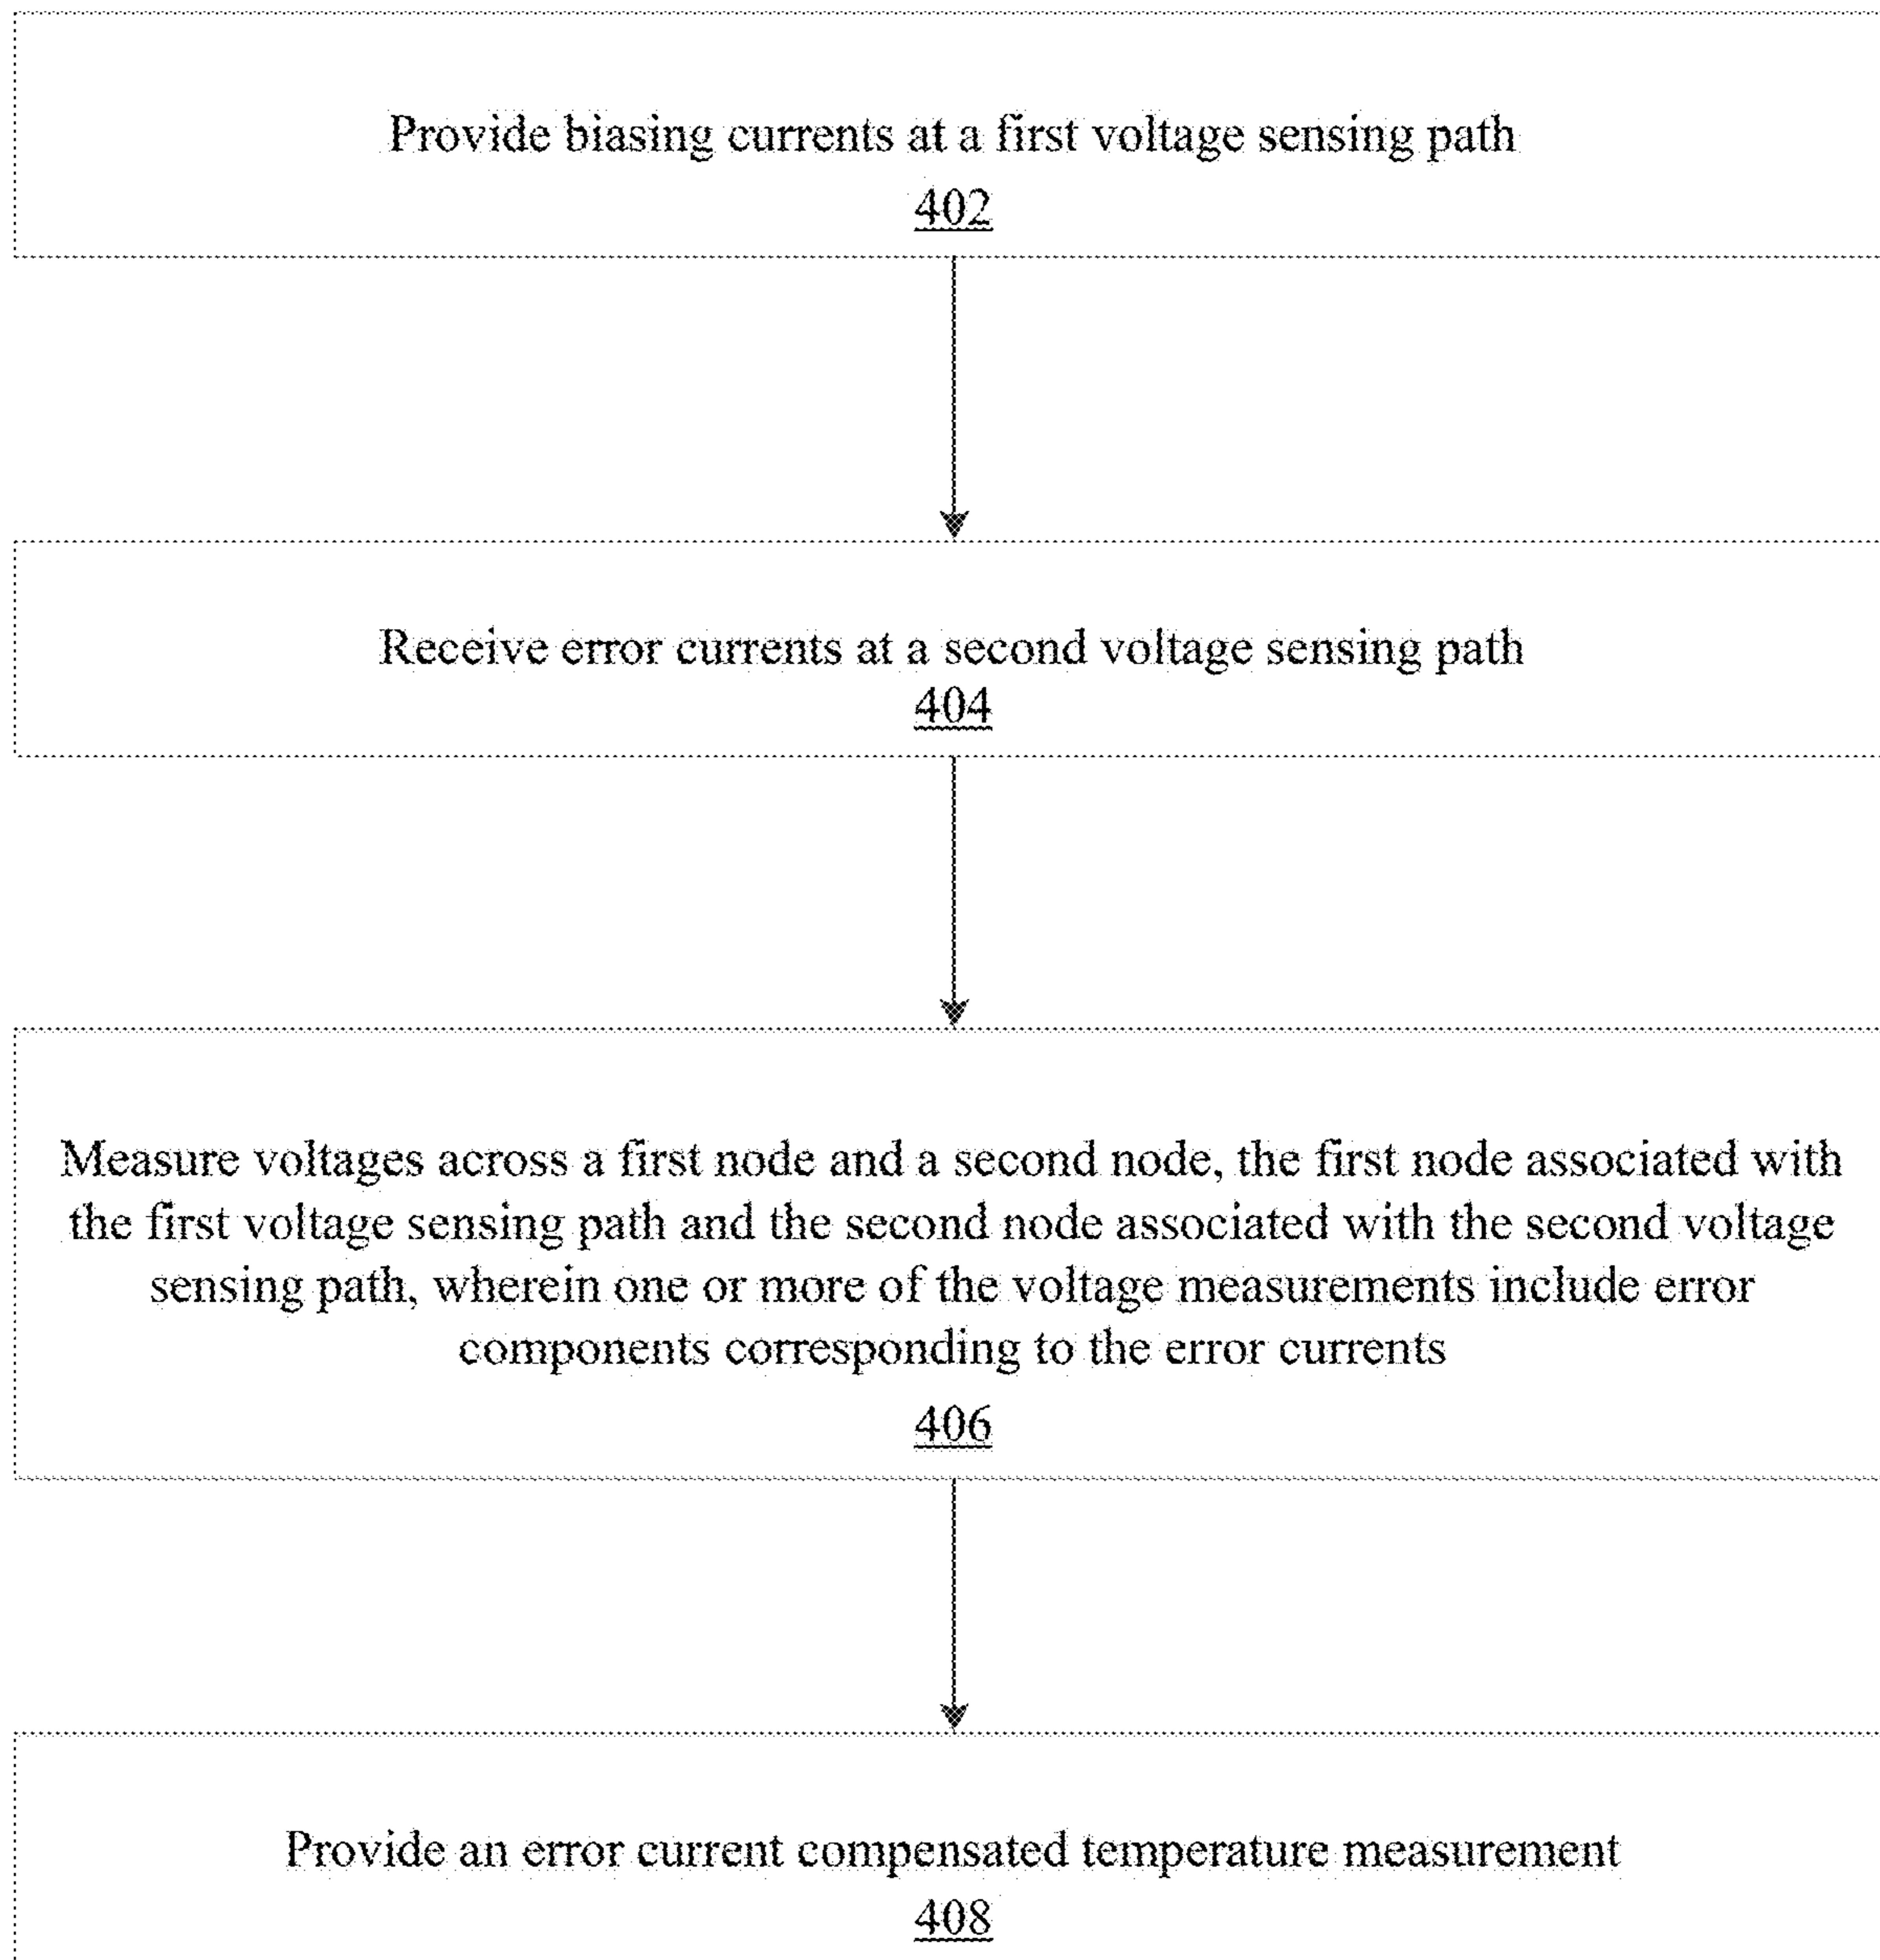 Provide biasing currents at a first voltage sensing path
402
Receive error currents at a second voltage sensing path
404
Measure voltages across a first node and a second node, the first node associated with
the first voltage sensing path and the second node associated with the second voltage
sensing path, wherein one or more of the voltage measurements include error
components corresponding to the error currents
406
Provide an error current compensated temperature measurement
408